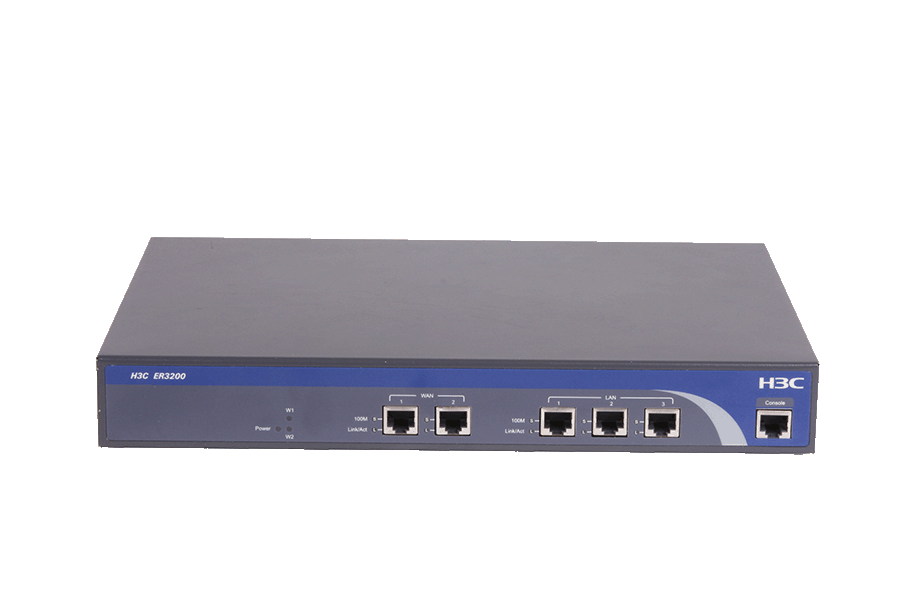 H3C ER3200
H3C
Console
WAN
1 2
LAN
1 2 3
W1
Power
W2
100M
Link/Act
100M
Link/Act